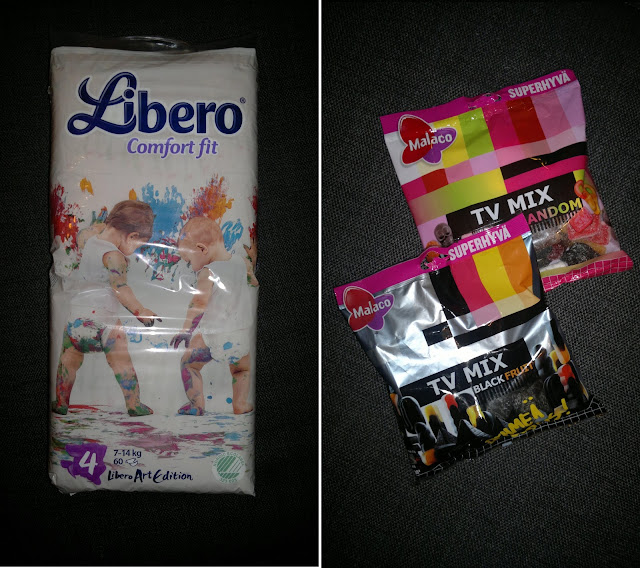 Libero®
Comfort fit
7-14 kg
60
4
Libero Art Edition
SUPERHYVÄ
Malaco
TV MIX
RANDOM
SUPERHYVÄ
Malaco
TV MIX
BLACK FRUIT